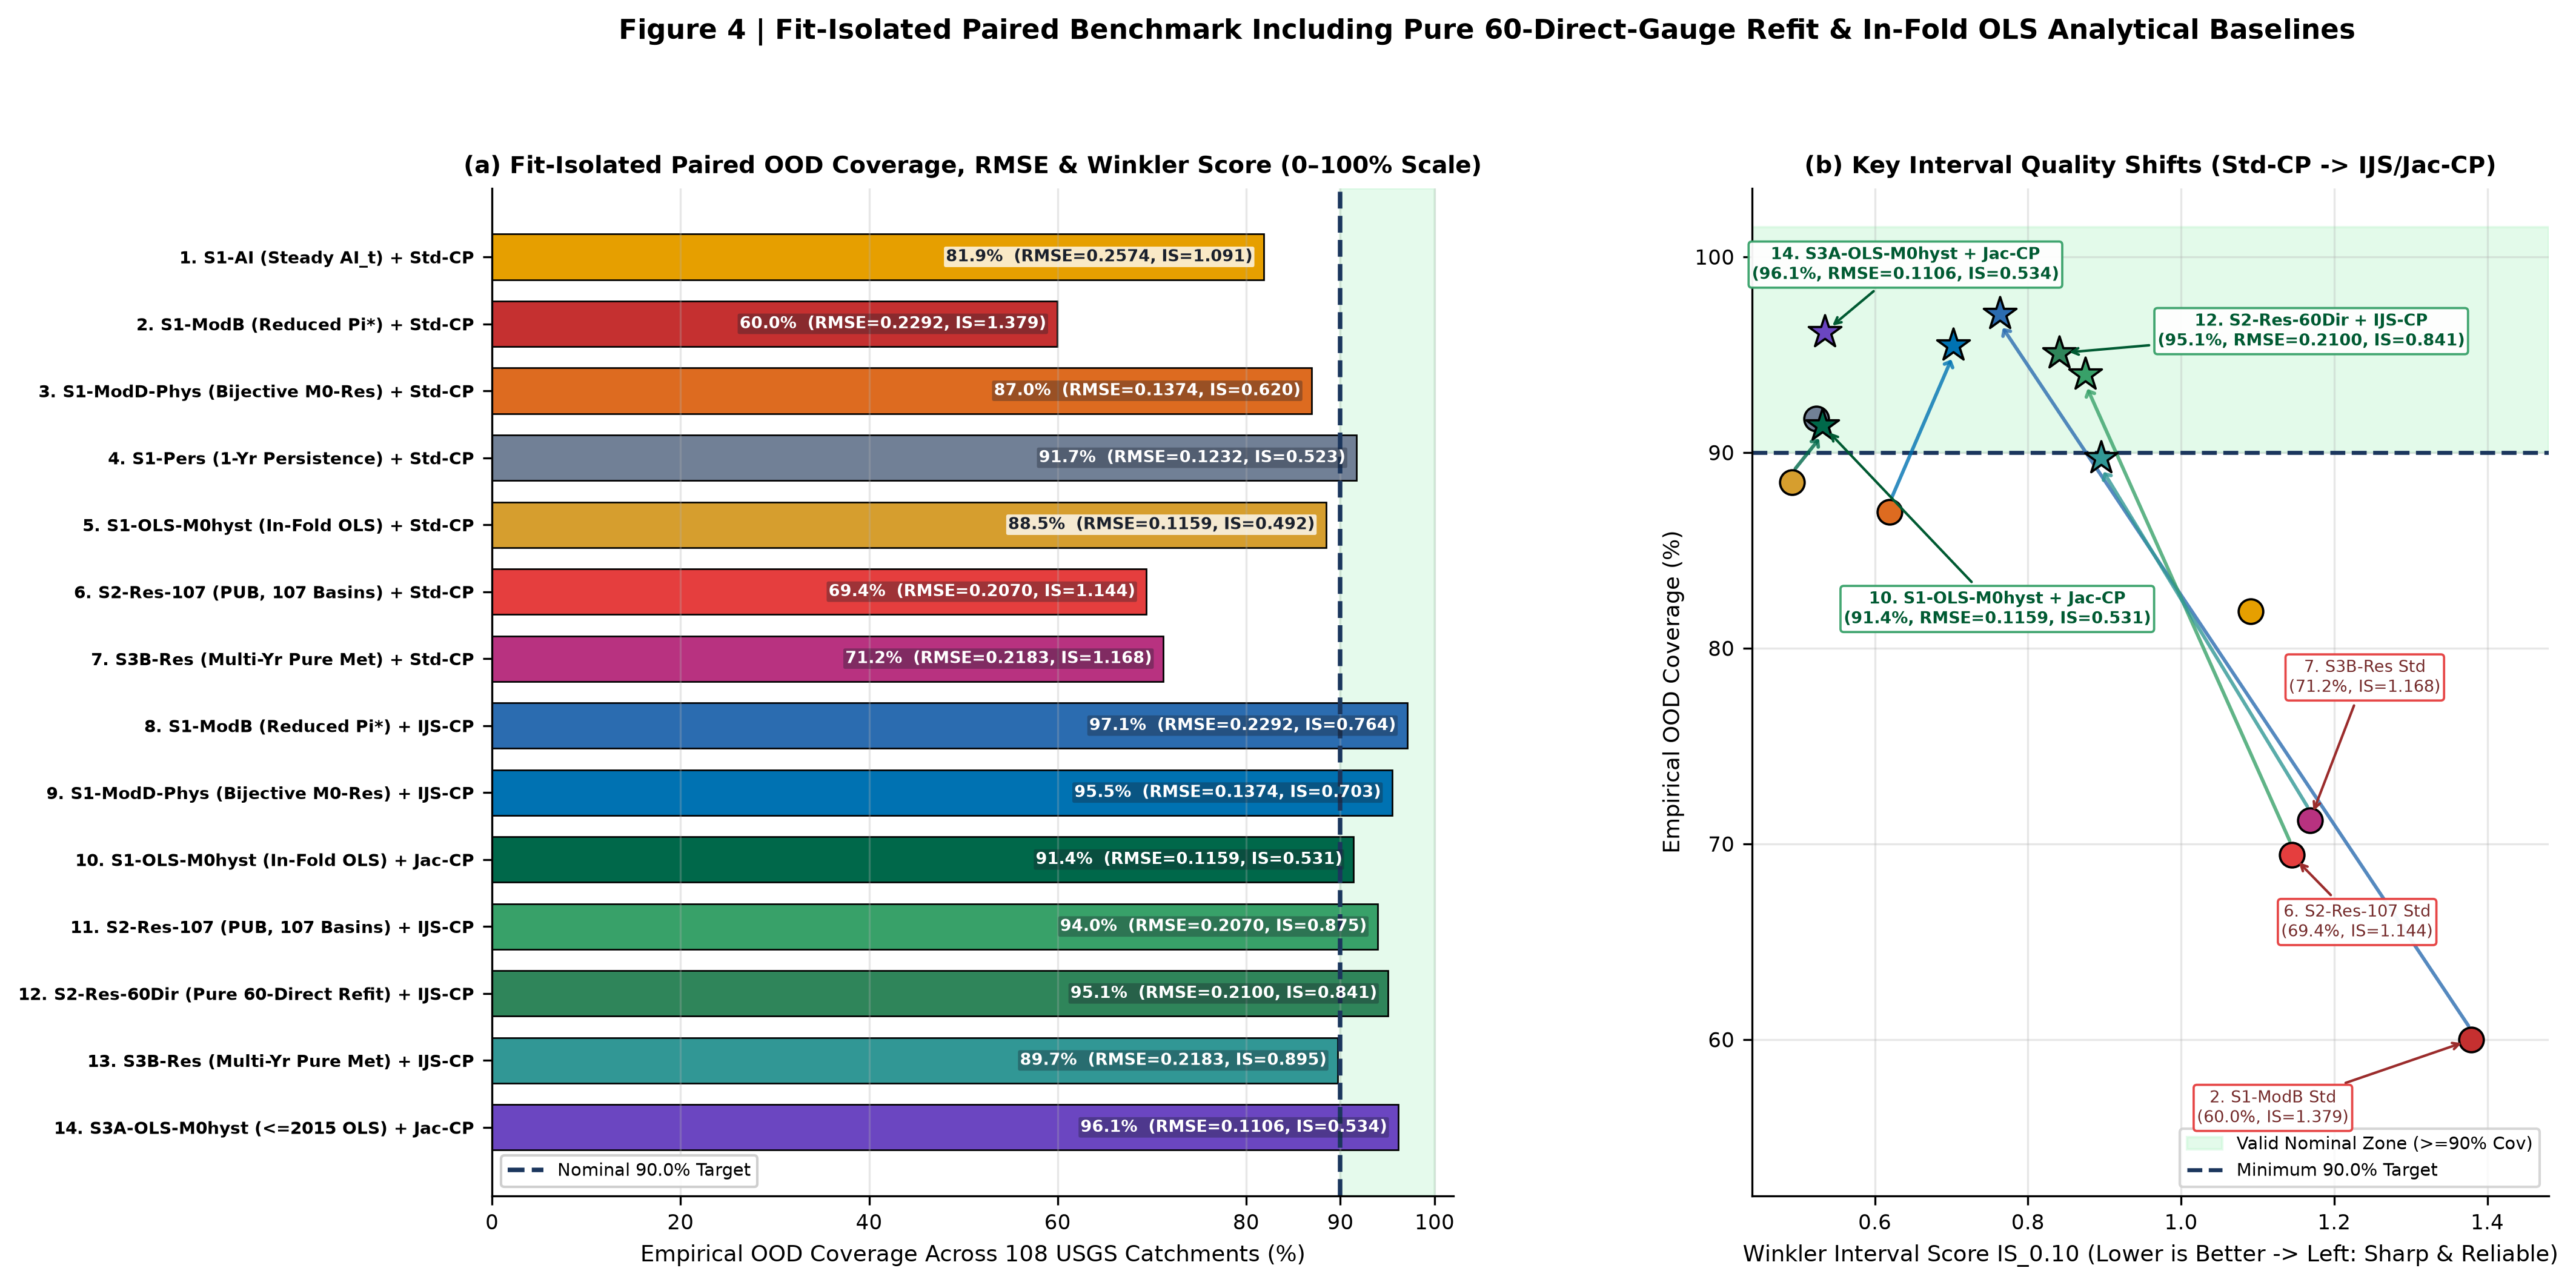 Figure 4 | Fit-Isolated Paired Benchmark Including Pure 60-Direct-Gauge Refit & In-Fold OLS Analytical Baselines
(a) Fit-Isolated Paired OOD Coverage, RMSE & Winkler Score (0–100% Scale)
1. S1-AI (Steady AI_t) + Std-CP
81.9% (RMSE=0.2574, IS=1.091)
2. S1-ModB (Reduced Pi*) + Std-CP
60.0% (RMSE=0.2292, IS=1.379)
3. S1-ModD-Phys (Bijective M0-Res) + Std-CP
87.0% (RMSE=0.1374, IS=0.620)
4. S1-Pers (1-Yr Persistence) + Std-CP
91.7% (RMSE=0.1232, IS=0.523)
5. S1-OLS-M0hyst (In-Fold OLS) + Std-CP
88.5% (RMSE=0.1159, IS=0.492)
6. S2-Res-107 (PUB, 107 Basins) + Std-CP
69.4% (RMSE=0.2070, IS=1.144)
7. S3B-Res (Multi-Yr Pure Met) + Std-CP
71.2% (RMSE=0.2183, IS=1.168)
8. S1-ModB (Reduced Pi*) + IJS-CP
97.1% (RMSE=0.2292, IS=0.764)
9. S1-ModD-Phys (Bijective M0-Res) + IJS-CP
95.5% (RMSE=0.1374, IS=0.703)
10. S1-OLS-M0hyst (In-Fold OLS) + Jac-CP
91.4% (RMSE=0.1159, IS=0.531)
11. S2-Res-107 (PUB, 107 Basins) + IJS-CP
94.0% (RMSE=0.2070, IS=0.875)
12. S2-Res-60Dir (Pure 60-Direct Refit) + IJS-CP
95.1% (RMSE=0.2100, IS=0.841)
13. S3B-Res (Multi-Yr Pure Met) + IJS-CP
89.7% (RMSE=0.2183, IS=0.895)
14. S3A-OLS-M0hyst (<=2015 OLS) + Jac-CP
96.1% (RMSE=0.1106, IS=0.534)
Nominal 90.0% Target
0 20 40 60 80 90 100
Empirical OOD Coverage Across 108 USGS Catchments (%)
(b) Key Interval Quality Shifts (Std-CP -> IJS/Jac-CP)
Empirical OOD Coverage (%)
100
90
80
70
60
14. S3A-OLS-M0hyst + Jac-CP
(96.1%, RMSE=0.1106, IS=0.534)
12. S2-Res-60Dir + IJS-CP
(95.1%, RMSE=0.2100, IS=0.841)
10. S1-OLS-M0hyst + Jac-CP
(91.4%, RMSE=0.1159, IS=0.531)
7. S3B-Res Std
(71.2%, IS=1.168)
6. S2-Res-107 Std
(69.4%, IS=1.144)
2. S1-ModB Std
(60.0%, IS=1.379)
Valid Nominal Zone (>=90% Cov)
Minimum 90.0% Target
0.6 0.8 1.0 1.2 1.4
Winkler Interval Score IS_0.10 (Lower is Better -> Left: Sharp & Reliable)